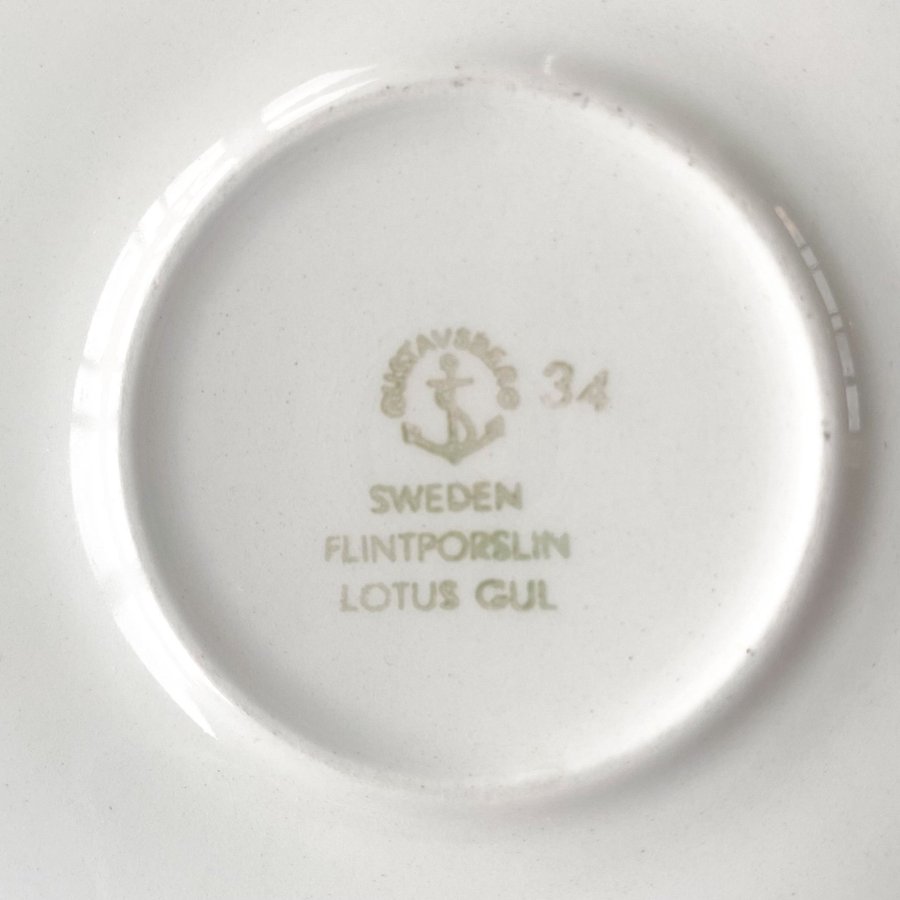 GUSTAVSBERG
34
SWEDEN
FLINTPORSLIN
LOTUS GUL